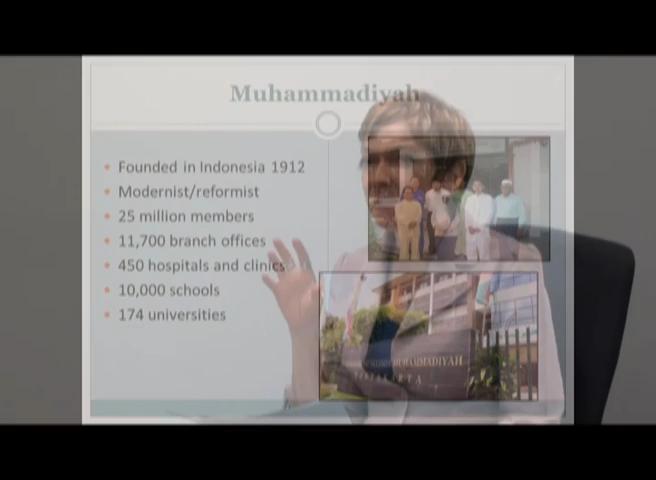 Muhammadiyah
Founded in Indonesia 1912
Modernist/reformist
25 million members
11,700 branch offices
450 hospitals and clinics
10,000 schools
174 universities
MUHAMMADIYAH